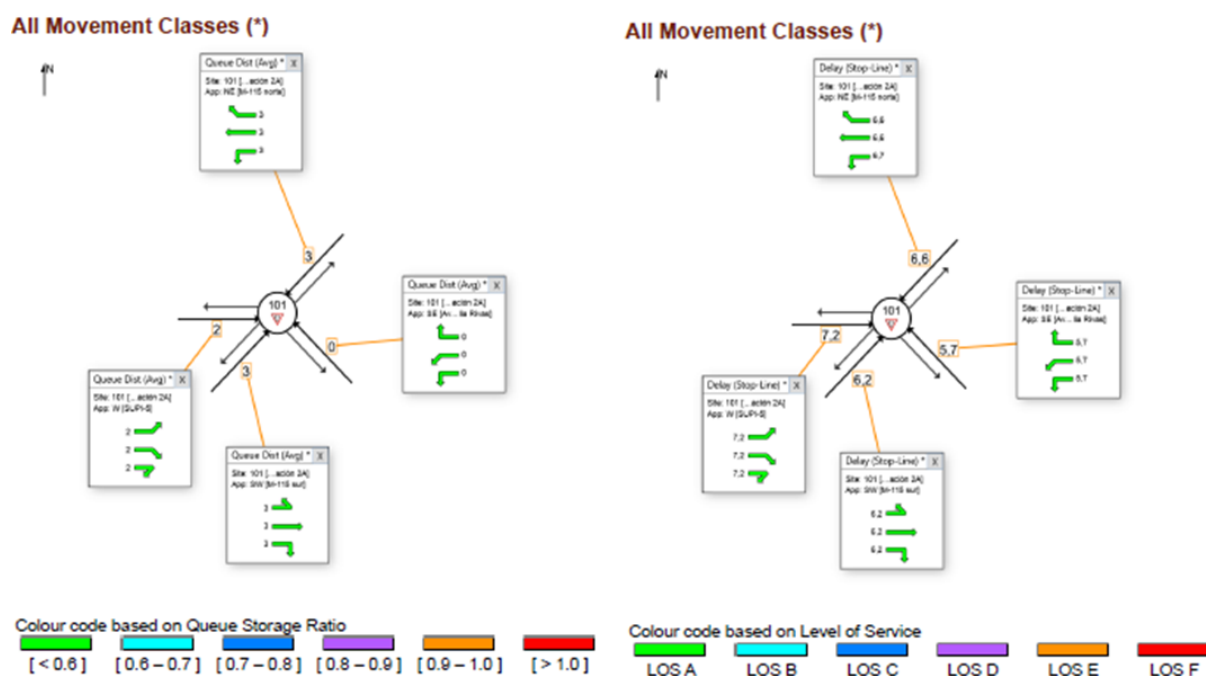 All Movement Classes (*)
N
Queue Dist (Avg) * X
Site: 101 [...ación 2A]
App: NE [M-115 norte]
3
3
3
3
101
2
0
3
Queue Dist (Avg) * X
Site: 101 [...ación 2A]
App: SE [Av... la Rivas]
0
0
0
Queue Dist (Avg) * X
Site: 101 [...ación 2A]
App: W [SUPI-5]
2
2
2
Queue Dist (Avg) * X
Site: 101 [...ación 2A]
App: SW [M-115 sur]
3
3
3
Colour code based on Queue Storage Ratio
[ < 0.6 ] [ 0.6 – 0.7 ] [ 0.7 – 0.8 ] [ 0.8 – 0.9 ] [ 0.9 – 1.0 ] [ > 1.0 ]
All Movement Classes (*)
N
Delay (Stop-Line) * X
Site: 101 [...ación 2A]
App: NE [M-115 norte]
6,6
6,6
6,7
6,6
101
7,2
5,7
6,2
Delay (Stop-Line) * X
Site: 101 [...ación 2A]
App: SE [Av... la Rivas]
5,7
5,7
5,7
Delay (Stop-Line) * X
Site: 101 [...ación 2A]
App: W [SUPI-5]
7,2
7,2
7,2
Delay (Stop-Line) * X
Site: 101 [...ación 2A]
App: SW [M-115 sur]
6,2
6,2
6,2
Colour code based on Level of Service
LOS A LOS B LOS C LOS D LOS E LOS F